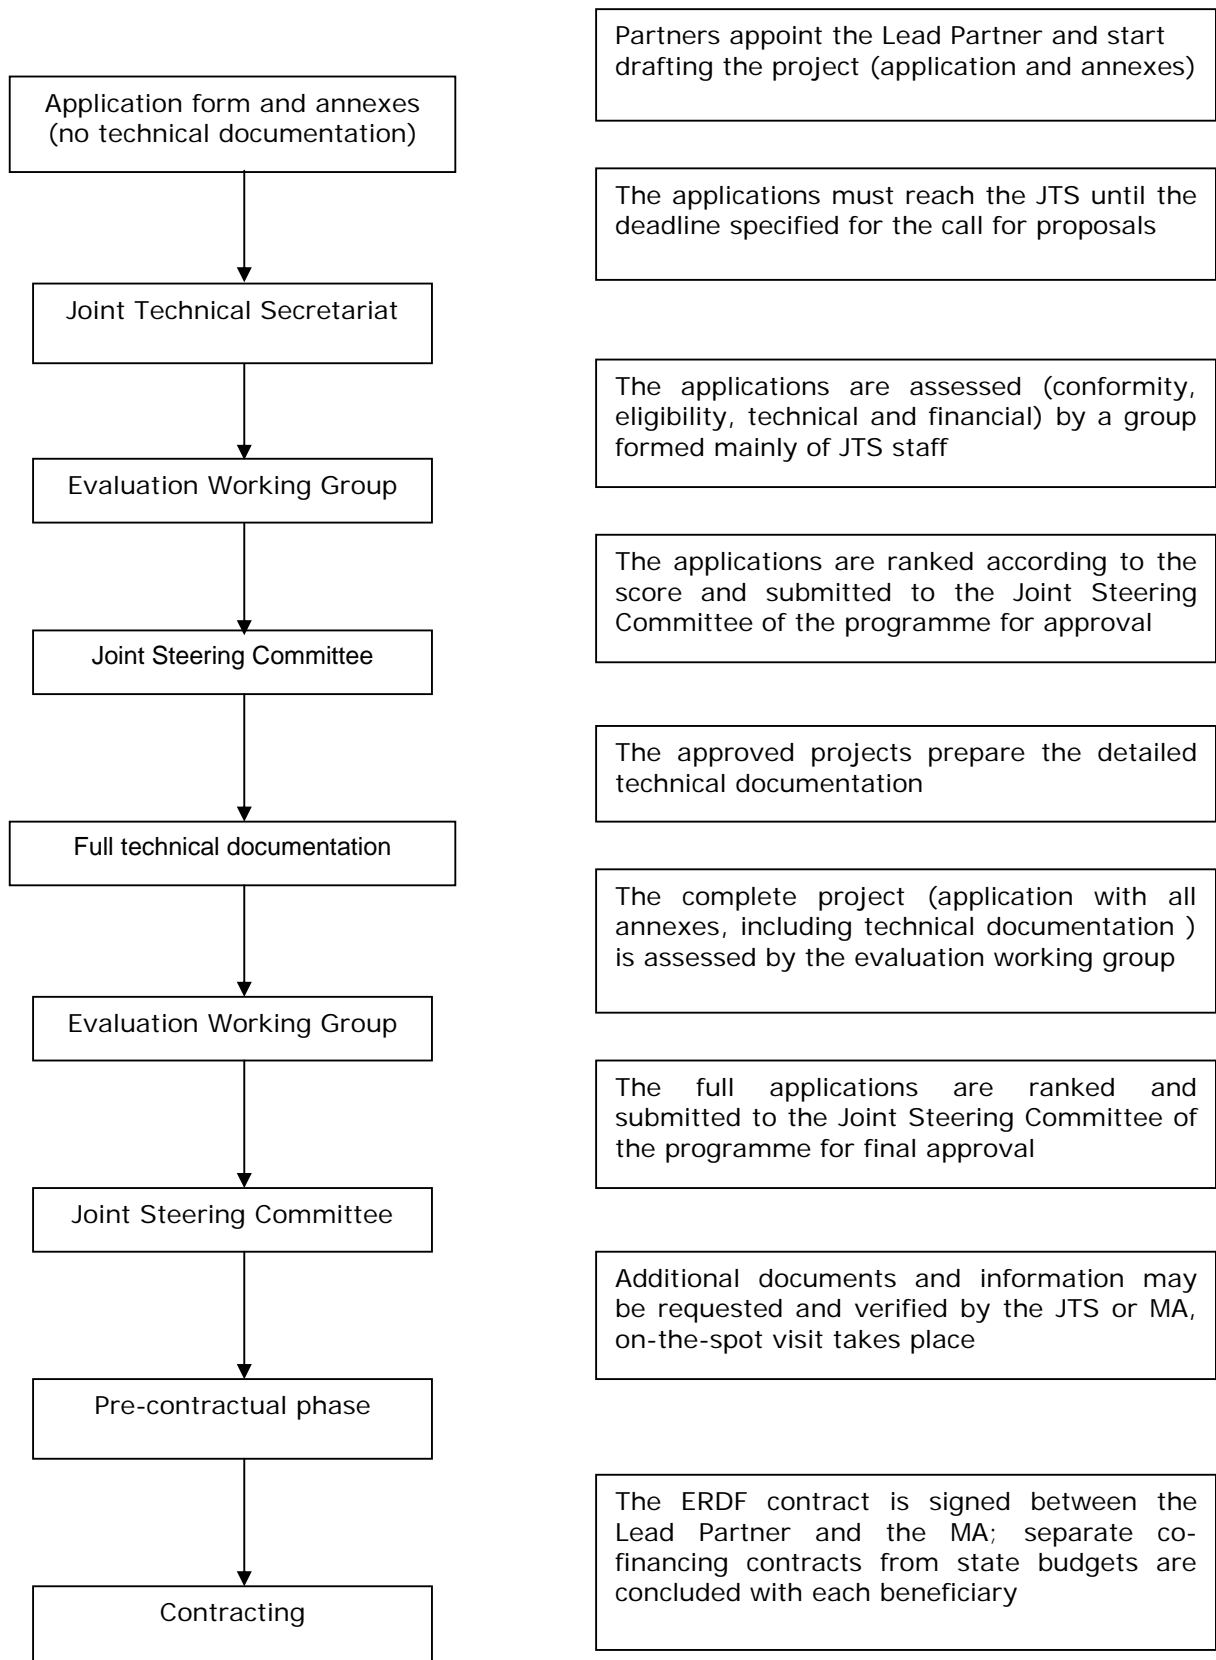 Partners appoint the Lead Partner and start
drafting the project (application and annexes)
Application form and annexes
(no technical documentation)
The applications must reach the JTS until the
deadline specified for the call for proposals
Joint Technical Secretariat
The applications are assessed (conformity,
eligibility, technical and financial) by a group
formed mainly of JTS staff
Evaluation Working Group
The applications are ranked according to the
score and submitted to the Joint Steering
Committee of the programme for approval
Joint Steering Committee
The approved projects prepare the detailed
technical documentation
Full technical documentation
The complete project (application with all
annexes, including technical documentation )
is assessed by the evaluation working group
Evaluation Working Group
The full applications are ranked and
submitted to the Joint Steering Committee of
the programme for final approval
Joint Steering Committee
Additional documents and information may
be requested and verified by the JTS or MA,
on-the-spot visit takes place
Pre-contractual phase
The ERDF contract is signed between the
Lead Partner and the MA; separate co-
financing contracts from state budgets are
concluded with each beneficiary
Contracting